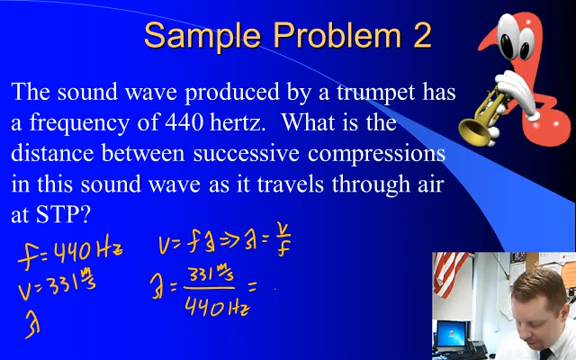 Sample Problem 2
The sound wave produced by a trumpet has
a frequency of 440 hertz.  What is the
distance between successive compressions
in this sound wave as it travels through air
at STP?
f = 440 Hz
v = 331 m/s
λ
v = fλ ⇒ λ = v/f
λ = 331 m/s / 440 Hz =